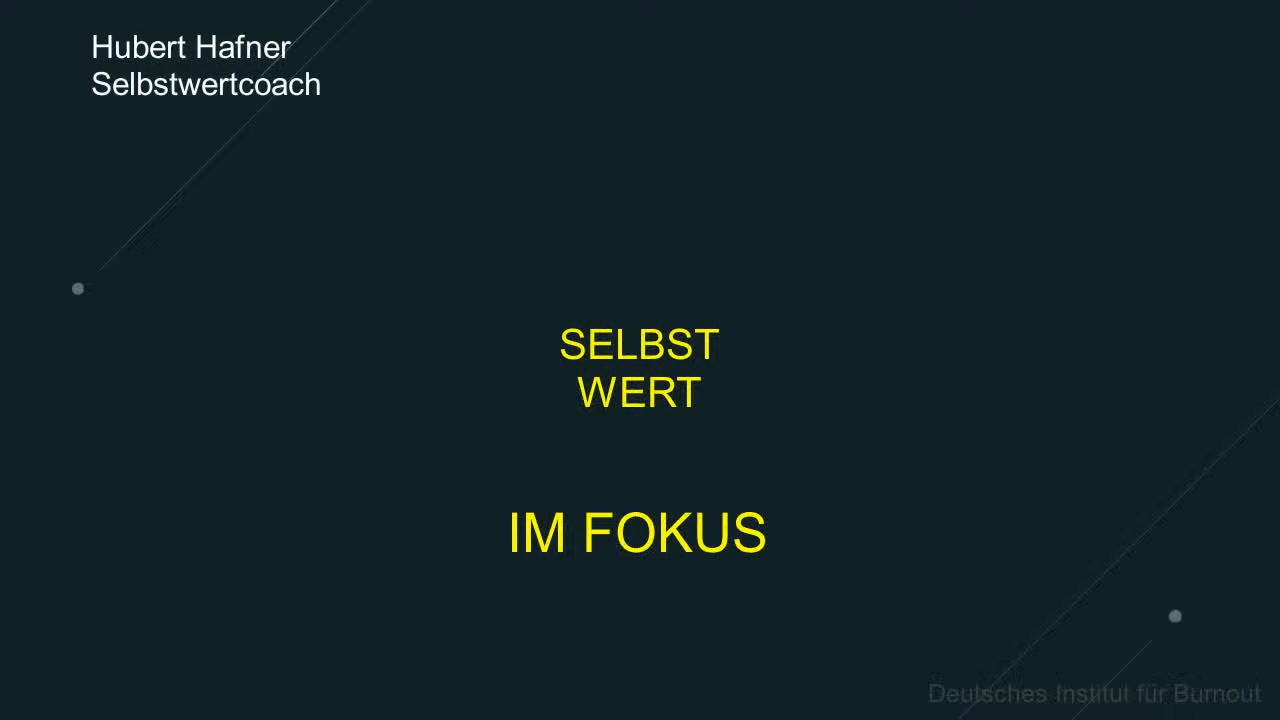 Hubert Hafner
Selbstwertcoach
SELBST
WERT
IM FOKUS
Deutsches Institut für Burnout